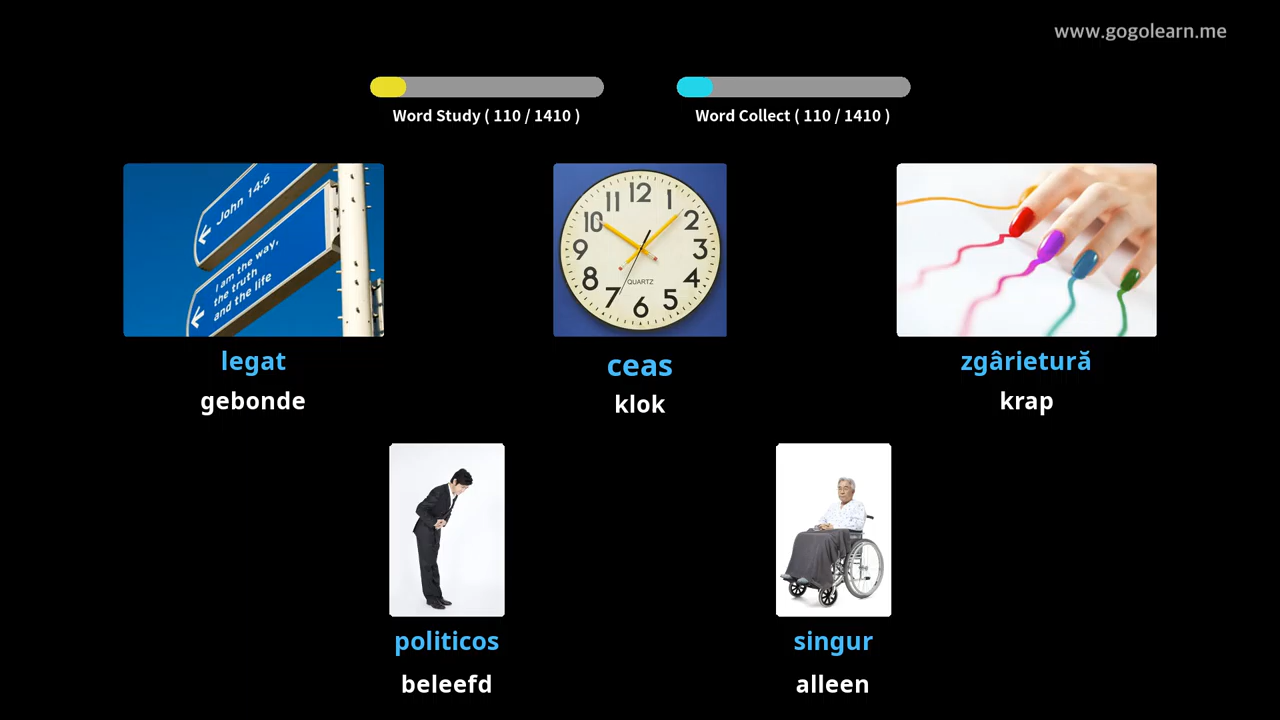 www.gogolearn.me
Word Study ( 110 / 1410 )
Word Collect ( 110 / 1410 )
John 14:6
I am the way,
the truth
and the life
12
1
2
3
4
5
6
7
8
9
10
11
QUARTZ
legat
gebonde
ceas
klok
zgârietură
krap
politicos
beleefd
singur
alleen